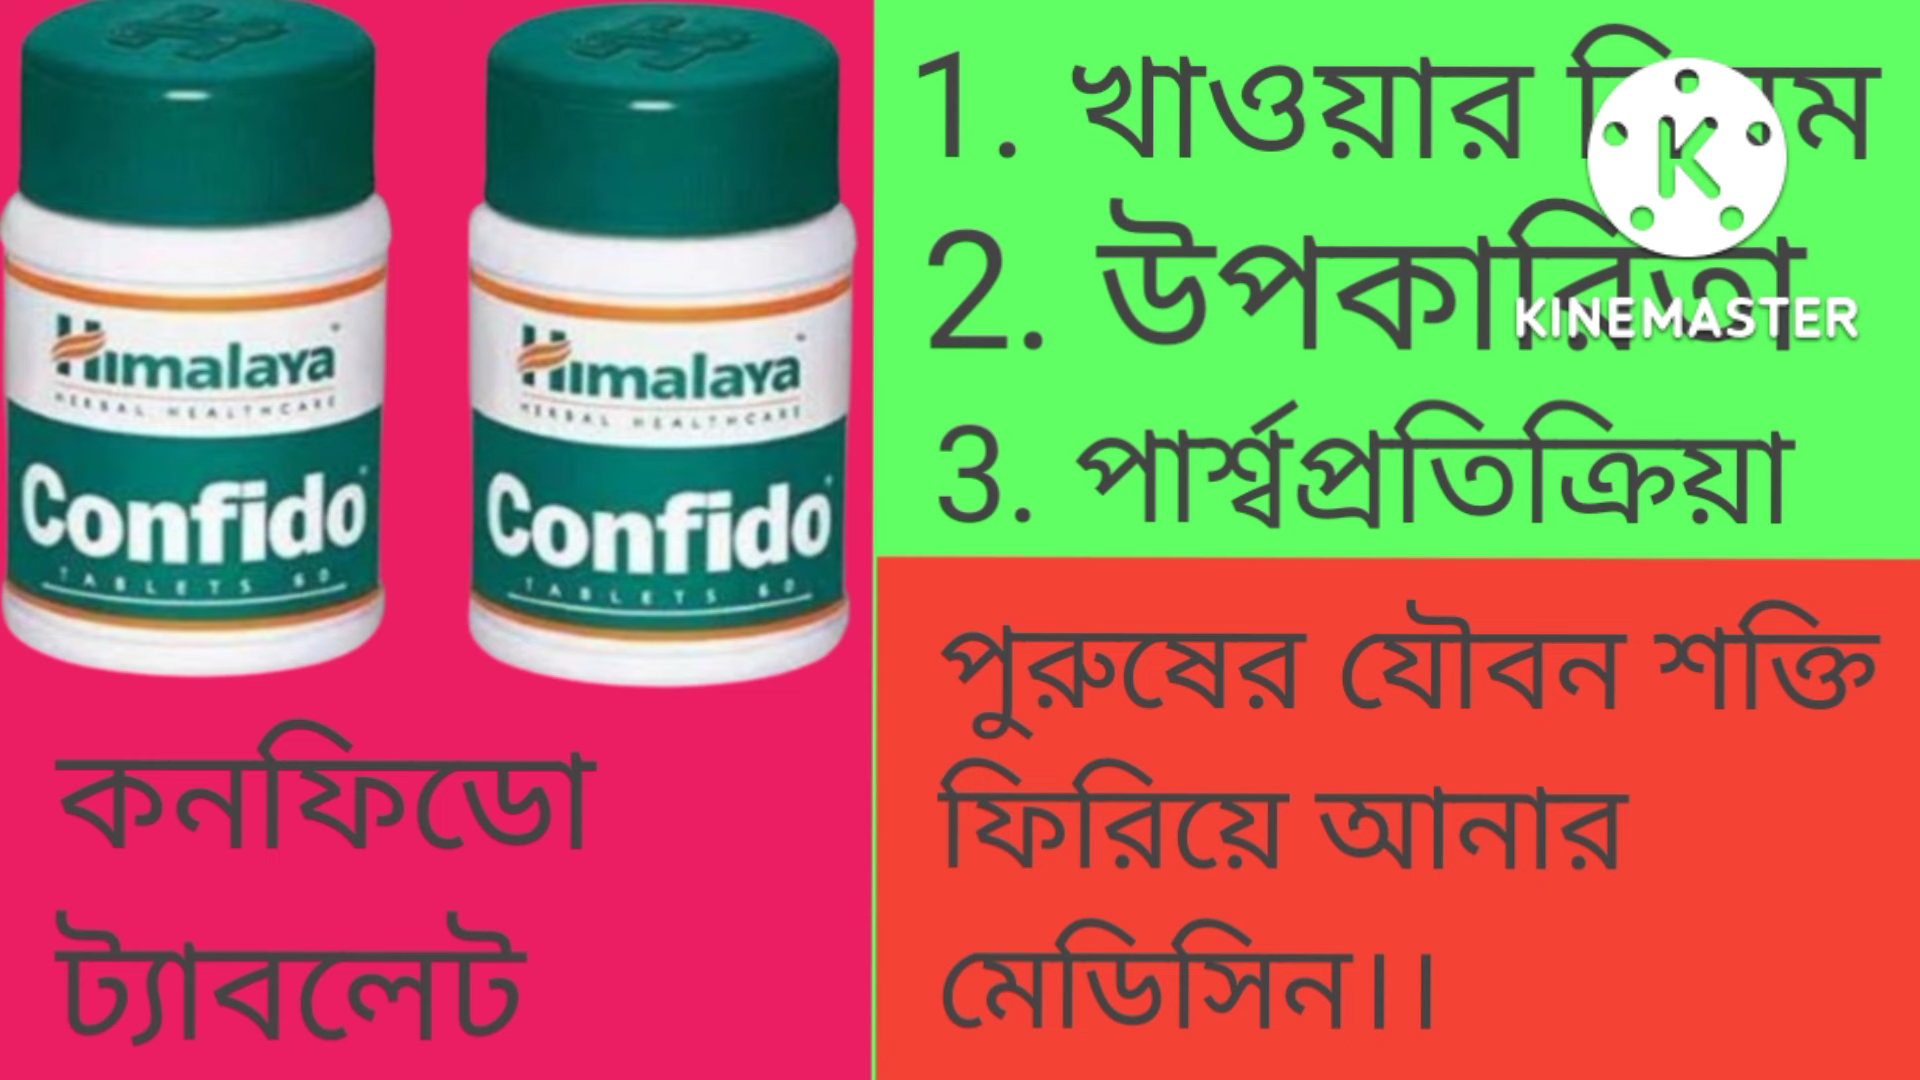 Himalaya
HERBAL HEALTHCARE
Confido
TABLETS 60
Himalaya
HERBAL HEALTHCARE
Confido
TABLETS 60
কনফিডো
ট্যাবলেট
1. খাওয়ার
2. উপকারিতা
KINEMASTER
3. পার্শ্বপ্রতিক্রিয়া
পুরুষের যৌবন শক্তি
ফিরিয়ে আনার
মেডিসিন।।